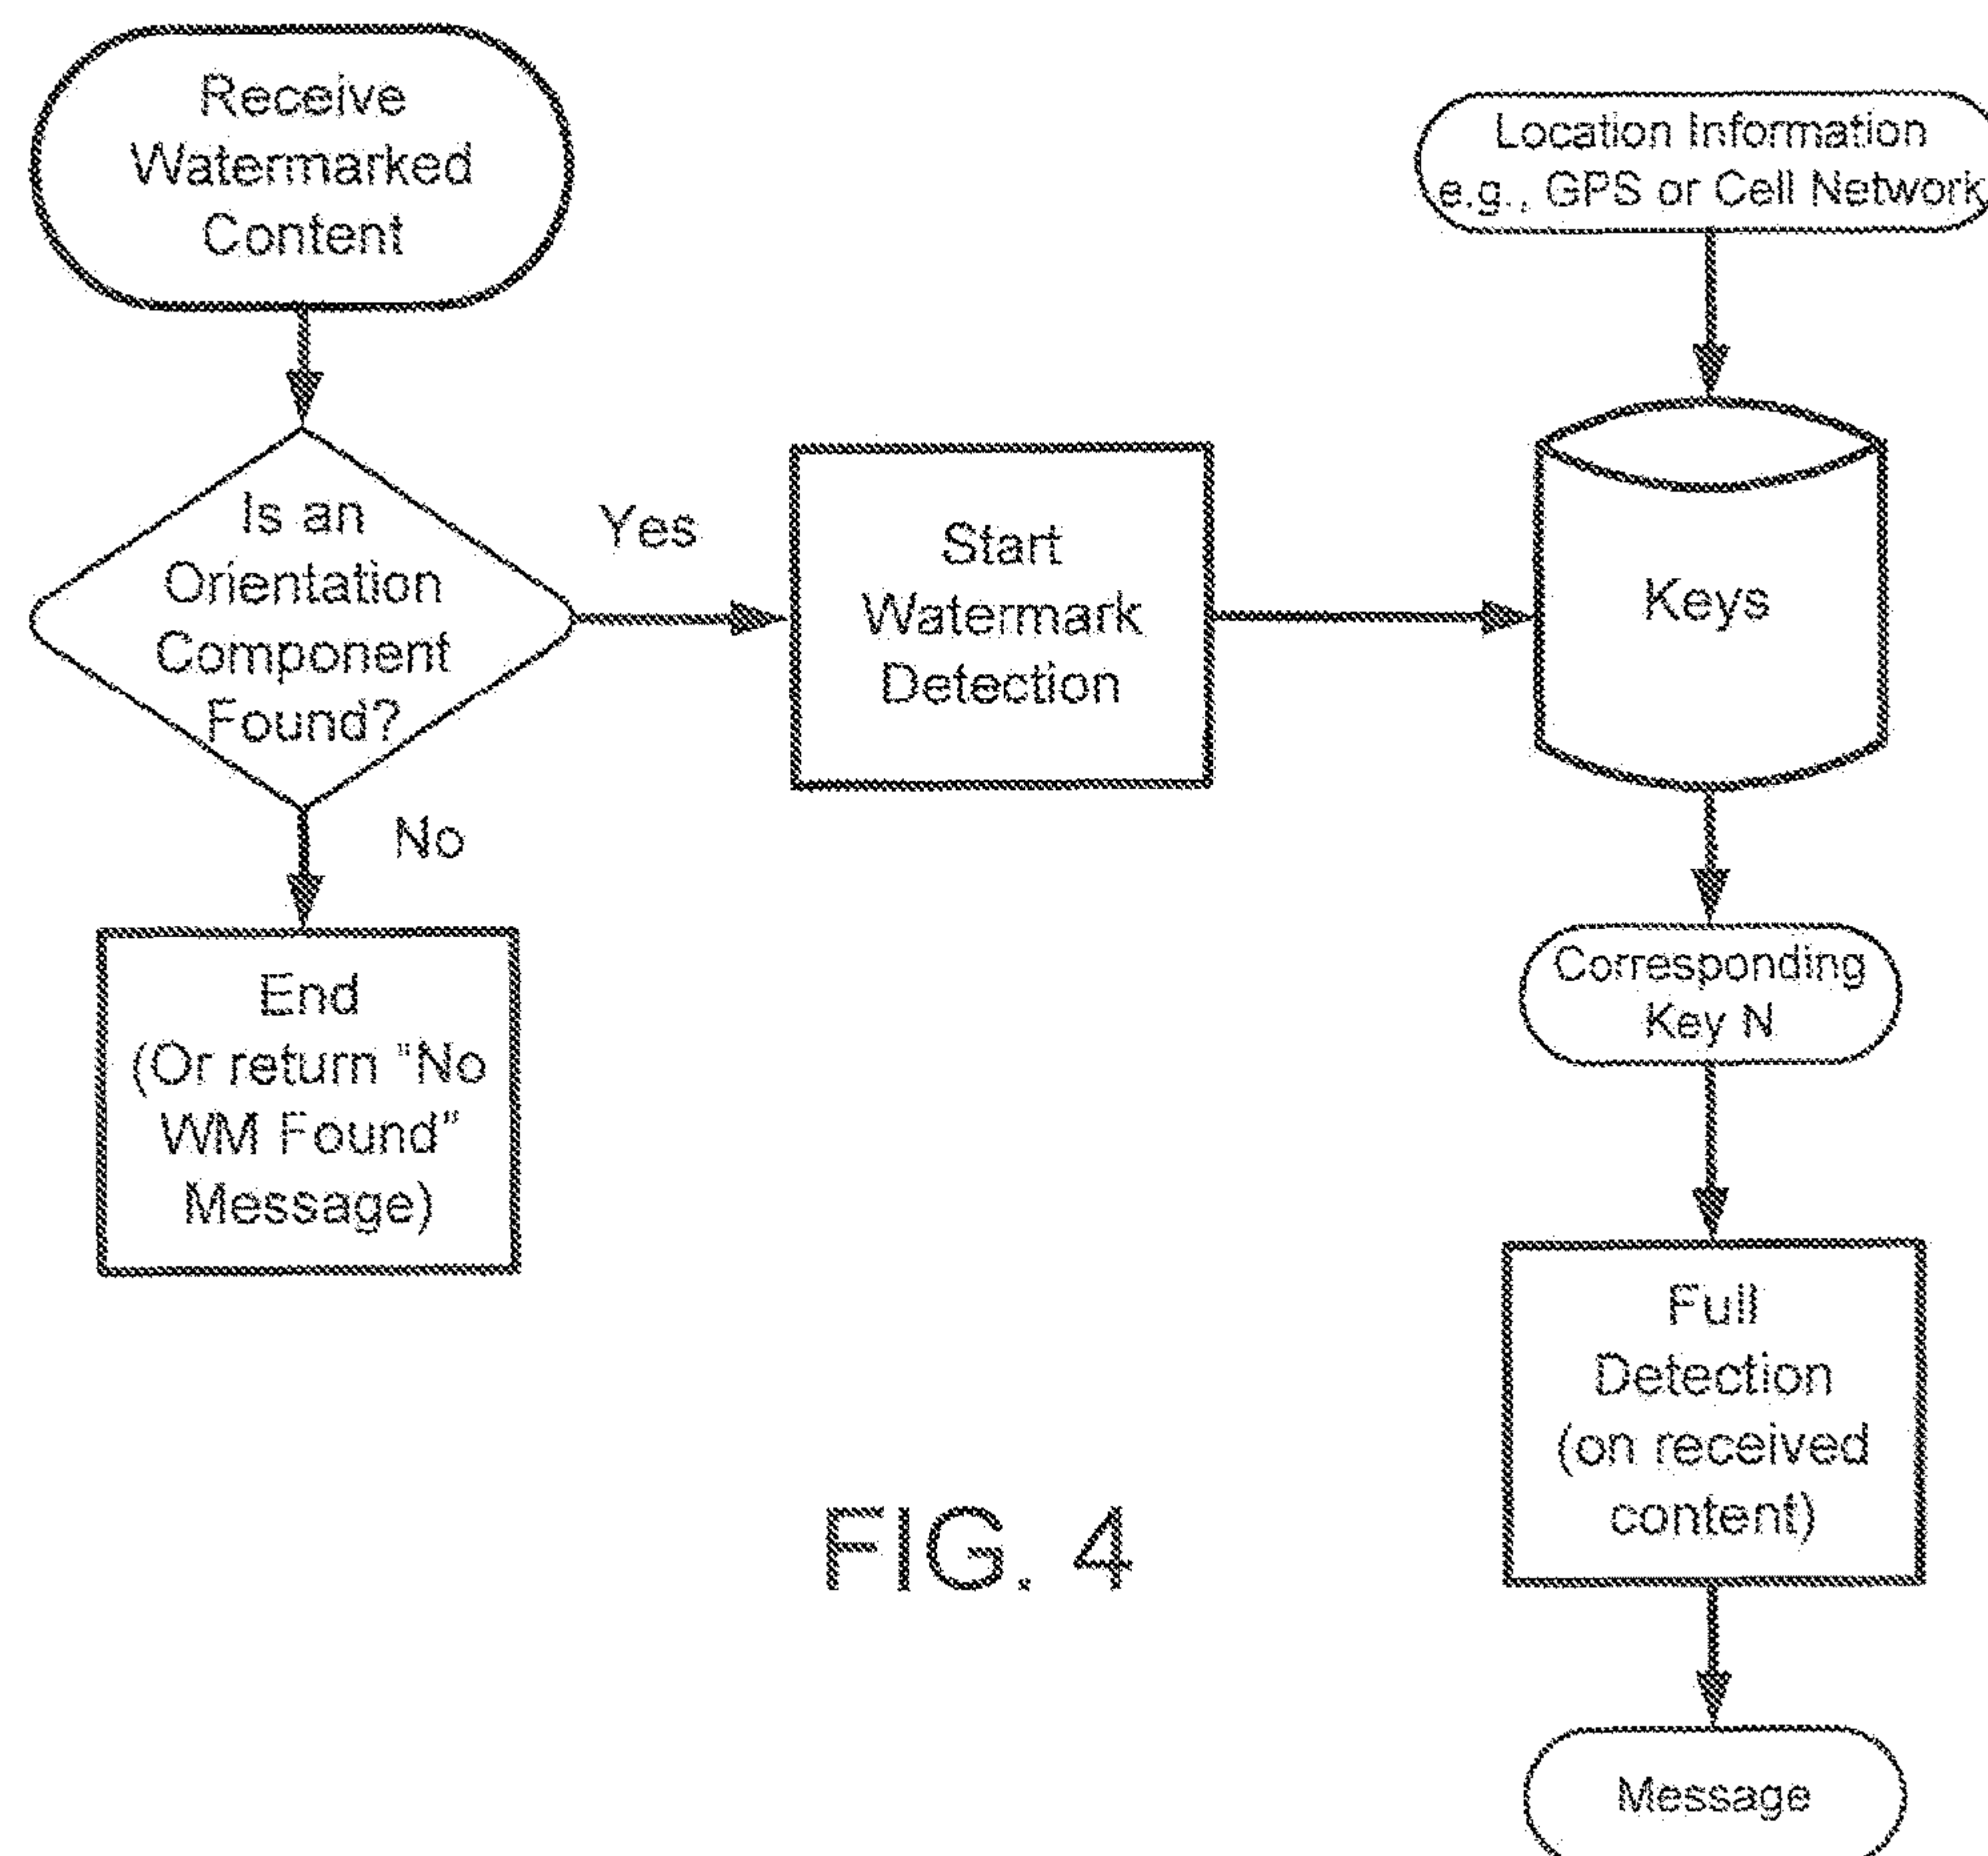 Receive
Watermarked
Content
Location Information
e.g., GPS or Cell Network
Is an
Orientation
Component
Found?
Yes
Start
Watermark
Detection
Keys
No
End
(Or return "No
WM Found"
Message)
Corresponding
Key N
Full
Detection
(on received
content)
FIG. 4
Message